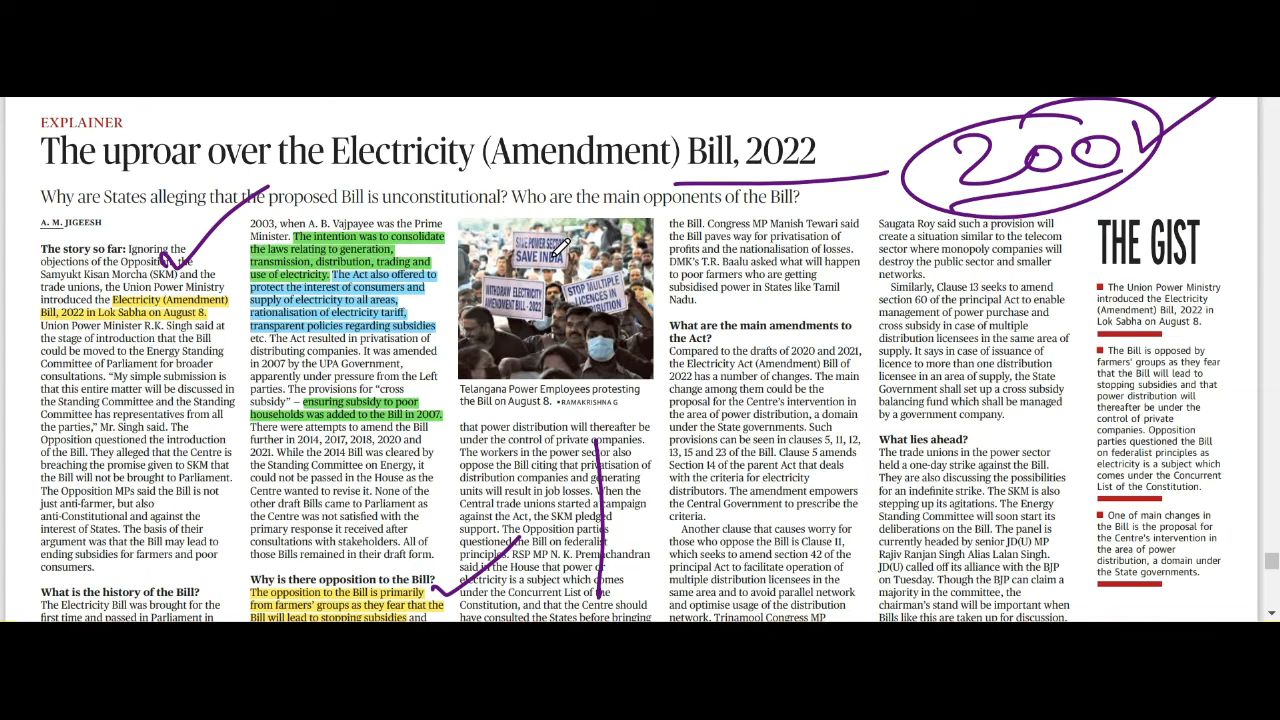 EXPLAINER
The uproar over the Electricity (Amendment) Bill, 2022
2001
Why are States alleging that the proposed Bill is unconstitutional? Who are the main opponents of the Bill?
A. M. JIGEESH
The story so far: Ignoring the
objections of the Opposition, the
Samyukt Kisan Morcha (SKM) and the
trade unions, the Union Power Ministry
introduced the Electricity (Amendment)
Bill, 2022 in Lok Sabha on August 8.
Union Power Minister R.K. Singh said at
the stage of introduction that the Bill
could be moved to the Energy Standing
Committee of Parliament for broader
consultations. “My simple submission is
that this entire matter will be discussed in
the Standing Committee and the Standing
Committee has representatives from all
the parties,” Mr. Singh said. The
Opposition questioned the introduction
of the Bill. They alleged that the Centre is
breaching the promise given to SKM that
the Bill will not be brought to Parliament.
The Opposition MPs said the Bill is not
just anti-farmer, but also
anti-Constitutional and against the
interest of States. The basis of their
argument was that the Bill may lead to
ending subsidies for farmers and poor
consumers.
What is the history of the Bill?
The Electricity Bill was brought for the
first time and passed in Parliament in
2003, when A. B. Vajpayee was the Prime
Minister. The intention was to consolidate
the laws relating to generation,
transmission, distribution, trading and
use of electricity. The Act also offered to
protect the interest of consumers and
supply of electricity to all areas,
rationalisation of electricity tariff,
transparent policies regarding subsidies
etc. The Act resulted in privatisation of
distributing companies. It was amended
in 2007 by the UPA Government,
apparently under pressure from the Left
parties. The provisions for “cross
subsidy” – ensuring subsidy to poor
households was added to the Bill in 2007.
There were attempts to amend the Bill
further in 2014, 2017, 2018, 2020 and
2021. While the 2014 Bill was cleared by
the Standing Committee on Energy, it
could not be passed in the House as the
Centre wanted to revise it. None of the
other draft Bills came to Parliament as
the Centre was not satisfied with the
primary response it received after
consultations with stakeholders. All of
those Bills remained in their draft form.
Why is there opposition to the Bill?
The opposition to the Bill is primarily
from farmers’ groups as they fear that the
Bill will lead to stopping subsidies and
SAVE POWER SECTOR
SAVE INDIA
WITHDRAW ELECTRICITY
AMENDMENT BILL - 2022
STOP MULTIPLE
LICENCES IN
DISTRIBUTION
Telangana Power Employees protesting
the Bill on August 8. • RAMAKRISHNA G
that power distribution will thereafter be
under the control of private companies.
The workers in the power sector also
oppose the Bill citing that privatisation of
distribution companies and generating
units will result in job losses. When the
Central trade unions started a campaign
against the Act, the SKM pledged
support. The Opposition parties
questioned the Bill on federalist
principles. RSP MP N. K. Premachandran
said in the House that power or
electricity is a subject which comes
under the Concurrent List of the
Constitution, and that the Centre should
have consulted the States before bringing
the Bill. Congress MP Manish Tewari said
the Bill paves way for privatisation of
profits and the nationalisation of losses.
DMK’s T.R. Baalu asked what will happen
to poor farmers who are getting
subsidised power in States like Tamil
Nadu.
What are the main amendments to
the Act?
Compared to the drafts of 2020 and 2021,
the Electricity Act (Amendment) Bill of
2022 has a number of changes. The main
change among them could be the
proposal for the Centre’s intervention in
the area of power distribution, a domain
under the State governments. Such
provisions can be seen in clauses 5, 11, 12,
13, 15 and 23 of the Bill. Clause 5 amends
Section 14 of the parent Act that deals
with the criteria for electricity
distributors. The amendment empowers
the Central Government to prescribe the
criteria.
Another clause that causes worry for
those who oppose the Bill is Clause 11,
which seeks to amend section 42 of the
principal Act to facilitate operation of
multiple distribution licensees in the
same area and to avoid parallel network
and optimise usage of the distribution
network. Trinamool Congress MP
Saugata Roy said such a provision will
create a situation similar to the telecom
sector where monopoly companies will
destroy the public sector and smaller
networks.
Similarly, Clause 13 seeks to amend
section 60 of the principal Act to enable
management of power purchase and
cross subsidy in case of multiple
distribution licensees in the same area of
supply. It says in case of issuance of
licence to more than one distribution
licensee in an area of supply, the State
Government shall set up a cross subsidy
balancing fund which shall be managed
by a government company.
What lies ahead?
The trade unions in the power sector
held a one-day strike against the Bill.
They are also discussing the possibilities
for an indefinite strike. The SKM is also
stepping up its agitations. The Energy
Standing Committee will soon start its
deliberations on the Bill. The panel is
currently headed by senior JD(U) MP
Rajiv Ranjan Singh Alias Lalan Singh.
JD(U) called off its alliance with the BJP
on Tuesday. Though the BJP can claim a
majority in the committee, the
chairman’s stand will be important when
Bills like this are taken up for discussion.
THE GIST
The Union Power Ministry
introduced the Electricity
(Amendment) Bill, 2022 in
Lok Sabha on August 8.
The Bill is opposed by
farmers’ groups as they fear
that the Bill will lead to
stopping subsidies and that
power distribution will
thereafter be under the
control of private
companies. Opposition
parties questioned the Bill
on federalist principles as
electricity is a subject which
comes under the Concurrent
List of the Constitution.
One of main changes in
the Bill is the proposal for
the Centre’s intervention in
the area of power
distribution, a domain under
the State governments.